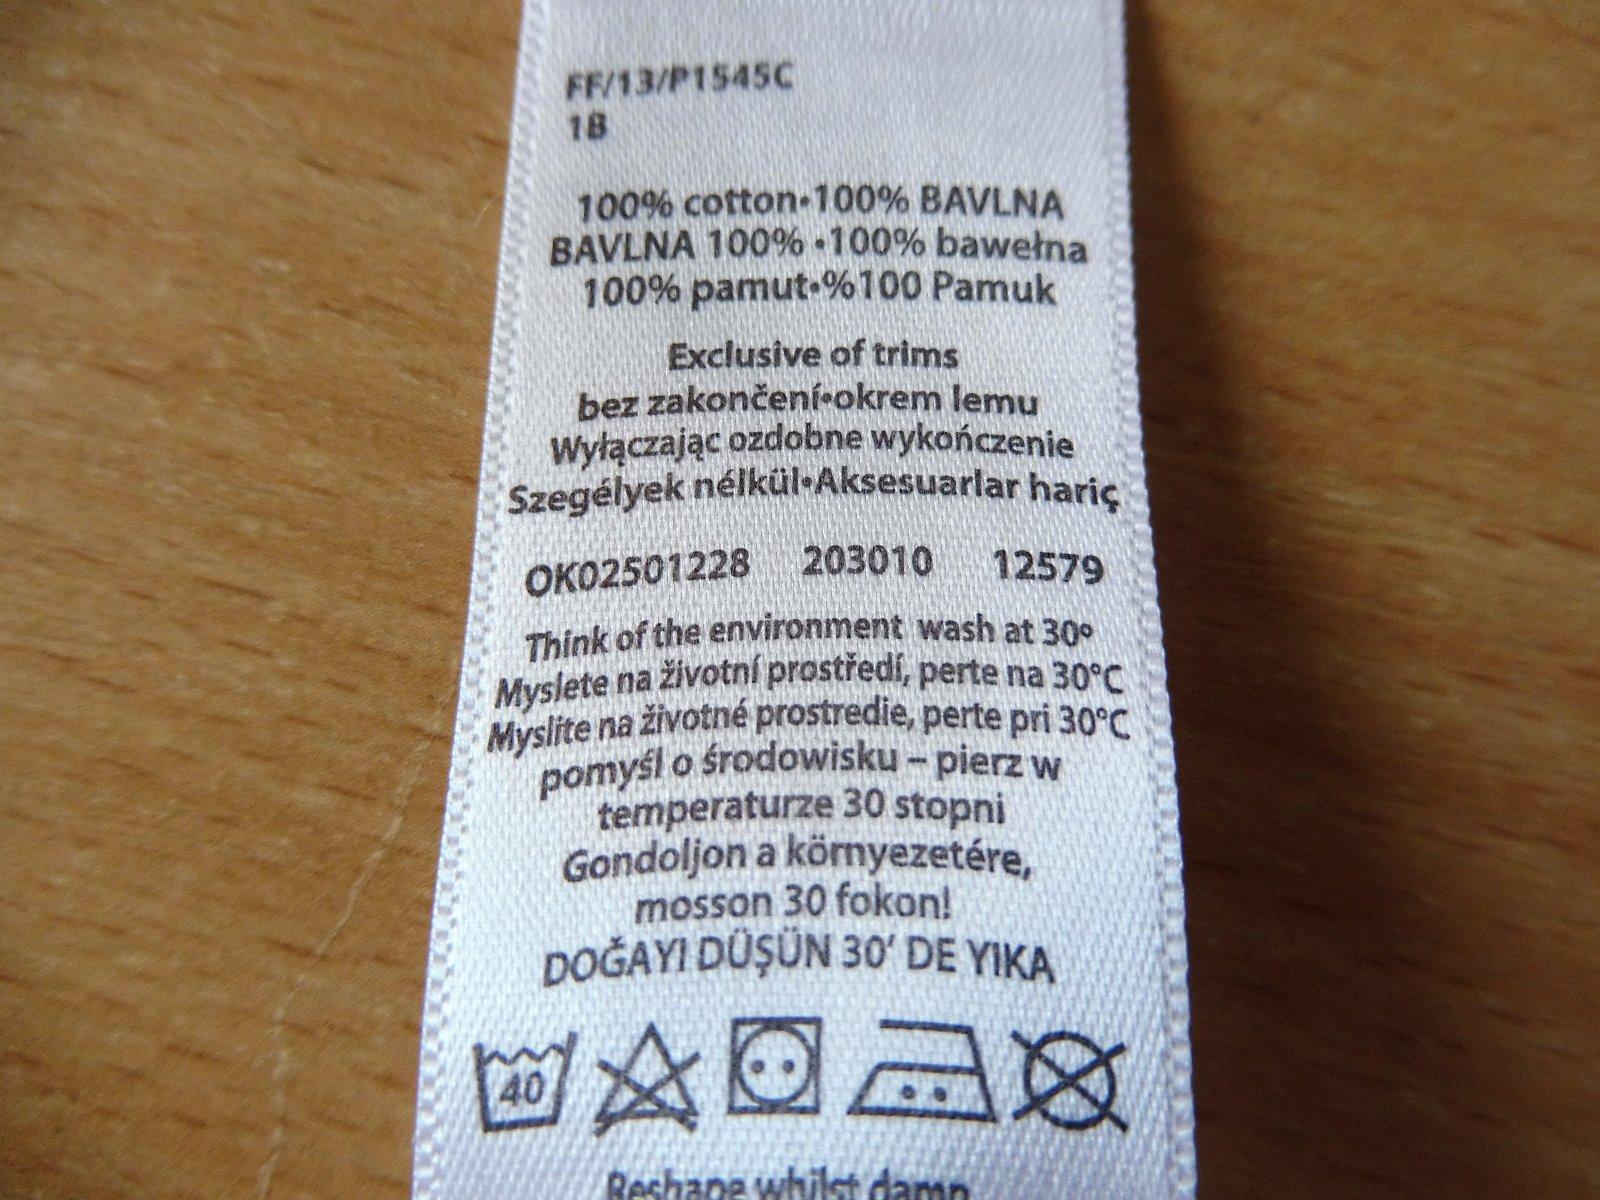 FF/13/P1545C
1B
100% cotton•100% BAVLNA
BAVLNA 100% •100% bawełna
100% pamut•%100 Pamuk
Exclusive of trims
bez zakončení•okrem lemu
Wyłączając ozdobne wykończenie
Szegélyek nélkül•Aksesuarlar hariç
OK02501228 203010 12579
Think of the environment wash at 30º
Myslete na životní prostředí, perte na 30°C
Myslite na životné prostredie, perte pri 30°C
pomyśl o środowisku – pierz w
temperaturze 30 stopni
Gondoljon a környezetére,
mosson 30 fokon!
DOĞAYI DÜŞÜN 30’ DE YIKA
40
Reshape whilst damp